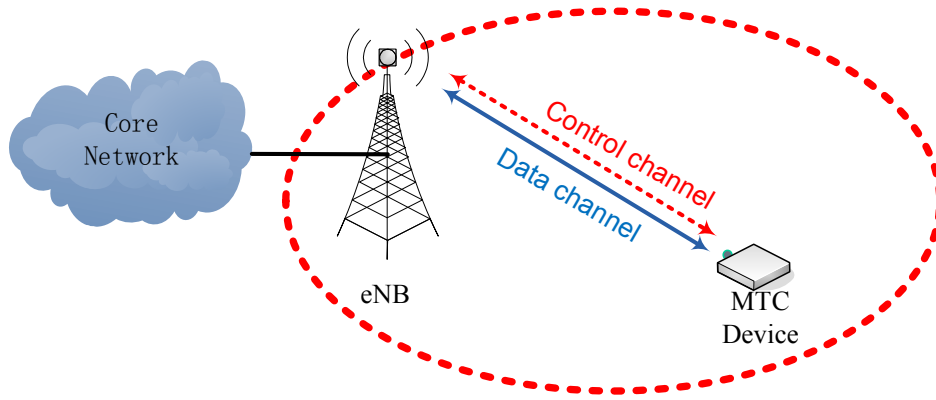 Core
Network
Control channel
Data channel
eNB
MTC
Device